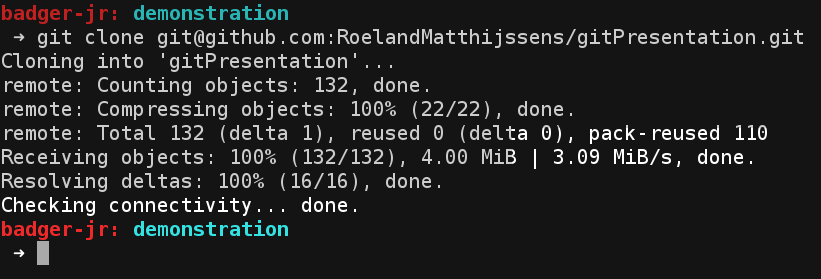 badger-jr: demonstration
➜ git clone git@github.com:RoelandMatthijssens/gitPresentation.git
Cloning into 'gitPresentation'...
remote: Counting objects: 132, done.
remote: Compressing objects: 100% (22/22), done.
remote: Total 132 (delta 1), reused 0 (delta 0), pack-reused 110
Receiving objects: 100% (132/132), 4.00 MiB | 3.09 MiB/s, done.
Resolving deltas: 100% (16/16), done.
Checking connectivity... done.
badger-jr: demonstration
➜